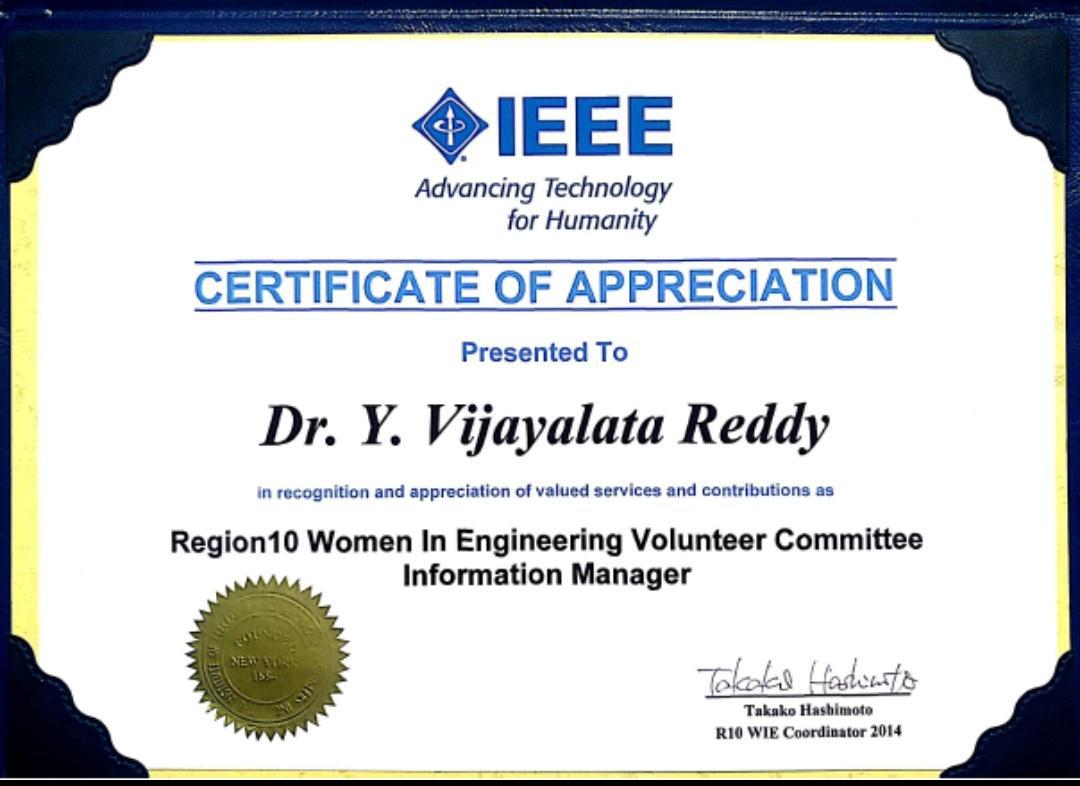 IEEE
Advancing Technology
for Humanity
CERTIFICATE OF APPRECIATION
Presented To
Dr. Y. Vijayalata Reddy
in recognition and appreciation of valued services and contributions as
Region10 Women In Engineering Volunteer Committee
Information Manager
FOUNDED
NEW YORK
1884
Takako Hashimoto
Takako Hashimoto
R10 WIE Coordinator 2014